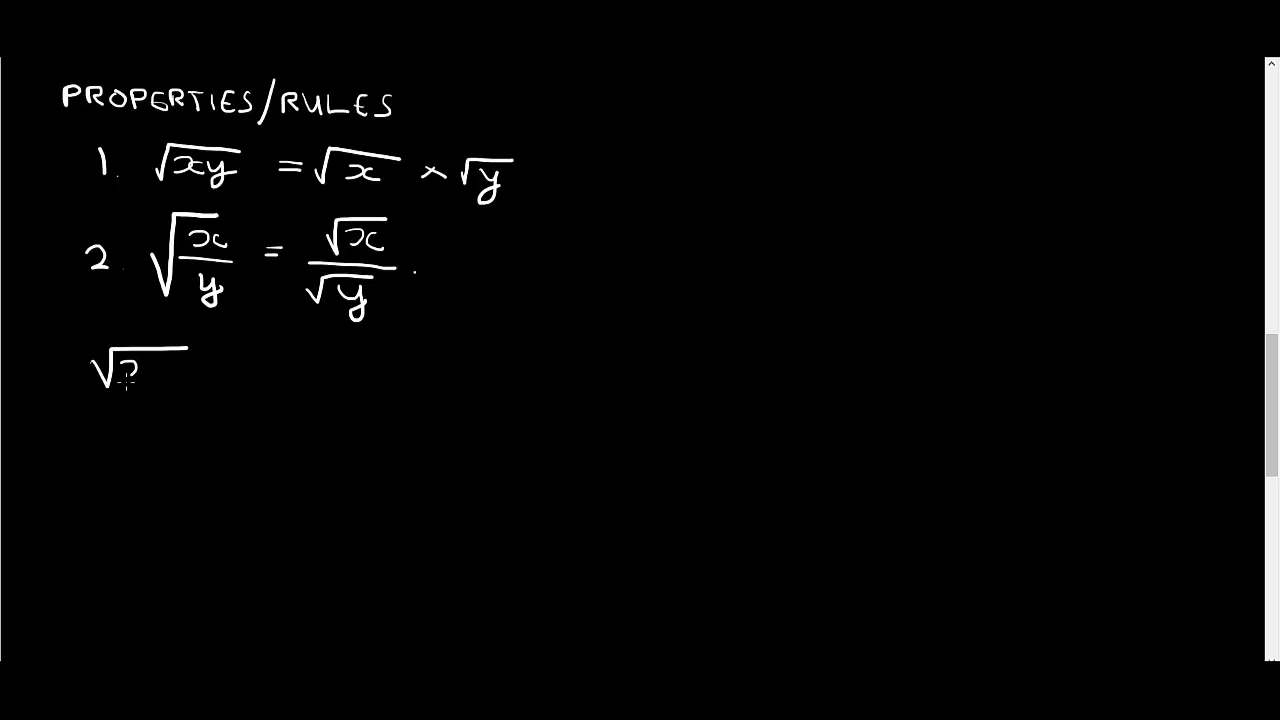 PROPERTIES/RULES
1. √xy = √x × √y
2. √x/y = √x/√y.
√